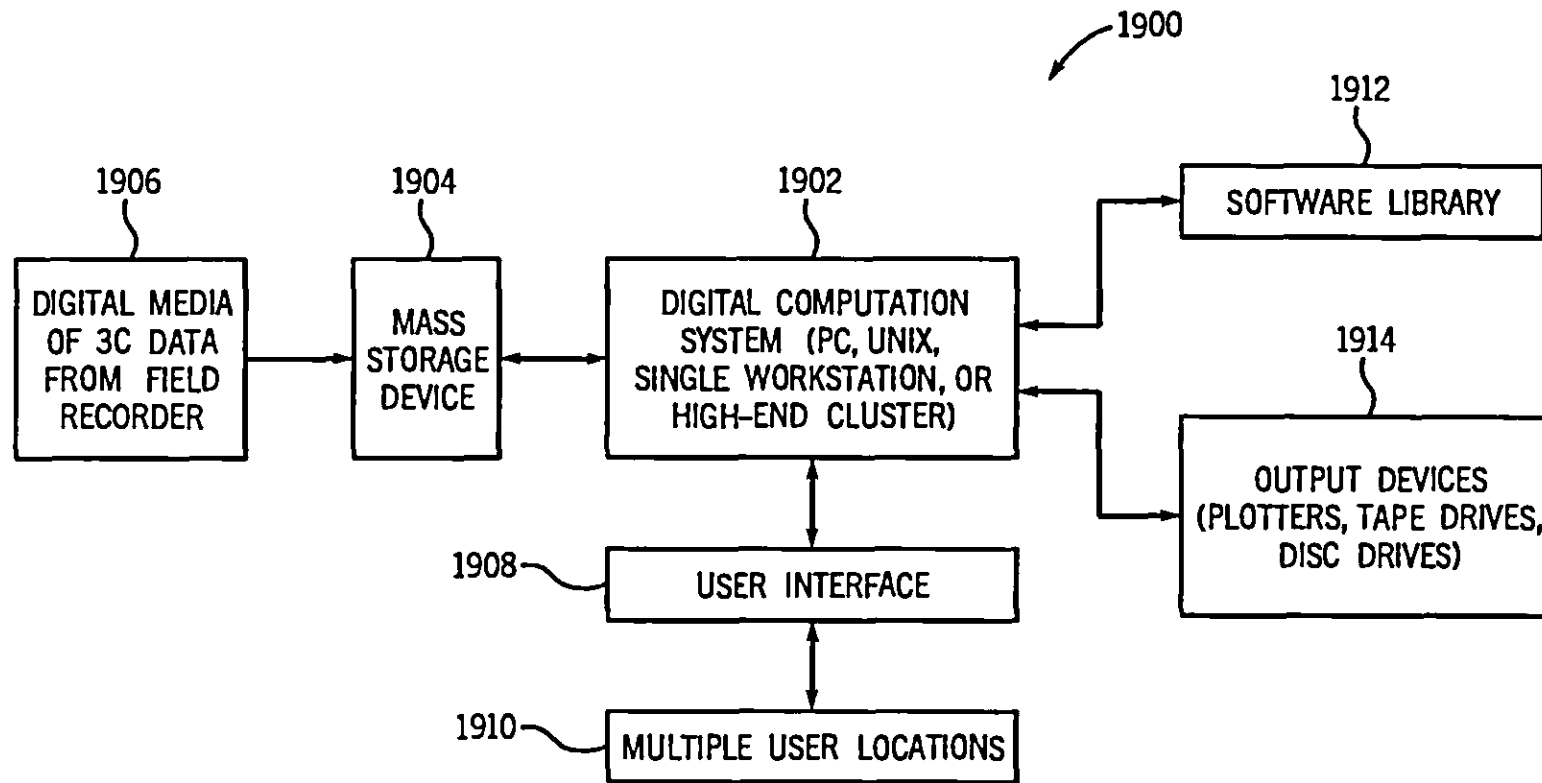 1900
1912
SOFTWARE LIBRARY
1906
1904
1902
DIGITAL MEDIA
OF 3C DATA
FROM FIELD
RECORDER
MASS
STORAGE
DEVICE
DIGITAL COMPUTATION
SYSTEM (PC, UNIX,
SINGLE WORKSTATION, OR
HIGH-END CLUSTER)
1914
OUTPUT DEVICES
(PLOTTERS, TAPE DRIVES,
DISC DRIVES)
1908
USER INTERFACE
1910
MULTIPLE USER LOCATIONS